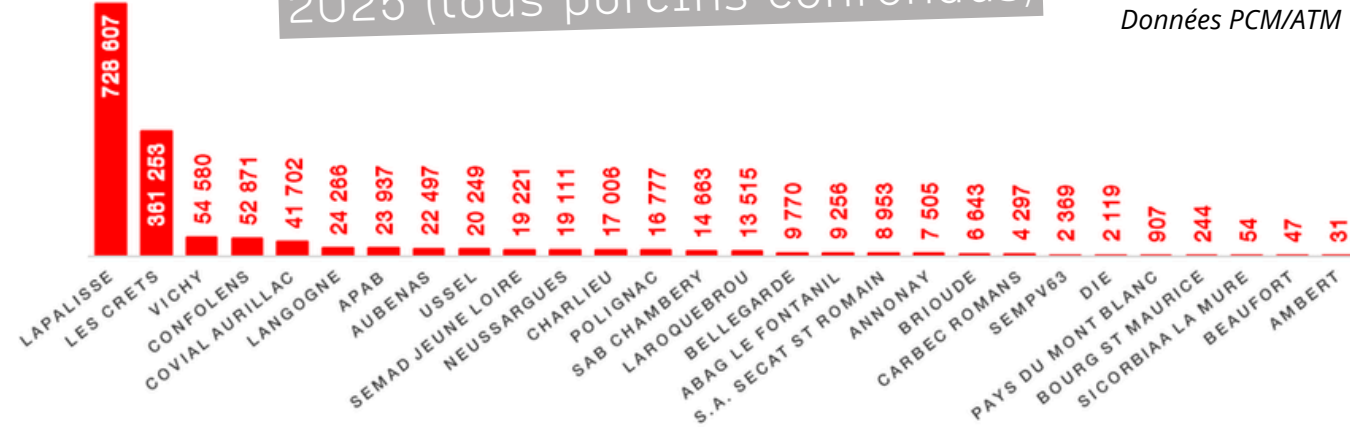 2025 (tous porcins confondus)
Données PCM/ATM
728 607
361 253
54 580
52 871
41 702
24 266
23 937
22 497
20 249
19 221
19 111
17 006
16 777
14 663
13 515
9 770
9 256
8 953
7 505
6 643
4 297
2 369
2 119
907
244
54
47
31
LAPALISSE
LES CRETS
VICHY
CONFOLENS
COVIAL AURILLAC
LANGOGNE
APAB
AUBENAS
USSEL
SEMAD JEUNE LOIRE
NEUSSARGUES
CHARLIEU
POLIGNAC
SAB CHAMBERY
LAROQUEBROU
BELLEGARDE
ABAG LE FONTANIL
S.A. SECAT ST ROMAIN
ANNONAY
BRIOUDE
CARBEC ROMANS
SEMPV63
DIE
PAYS DU MONT BLANC
BOURG ST MAURICE
SICORBIAA LA MURE
BEAUFORT
AMBERT